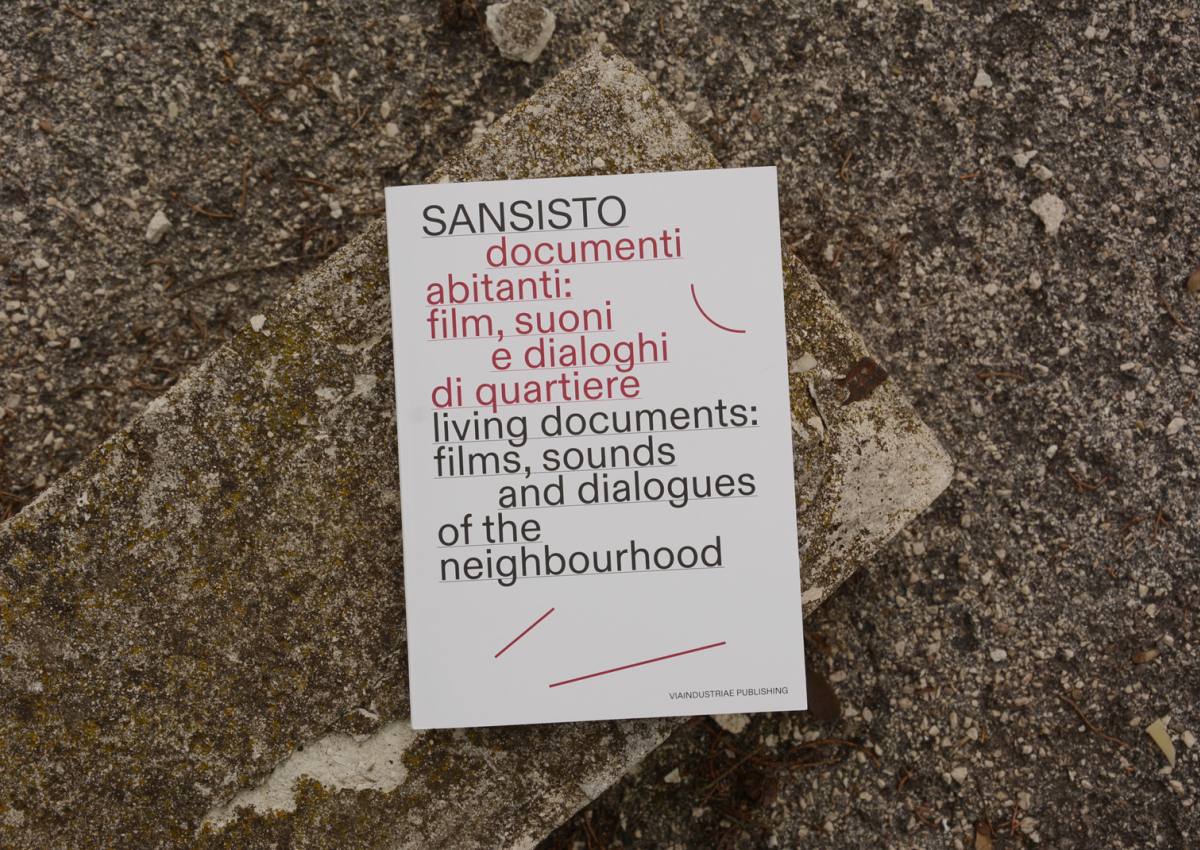 SANSISTO
documenti
abitanti:
film, suoni
e dialoghi
di quartiere
living documents:
films, sounds
and dialogues
of the
neighbourhood
VIAINDUSTRIAE PUBLISHING